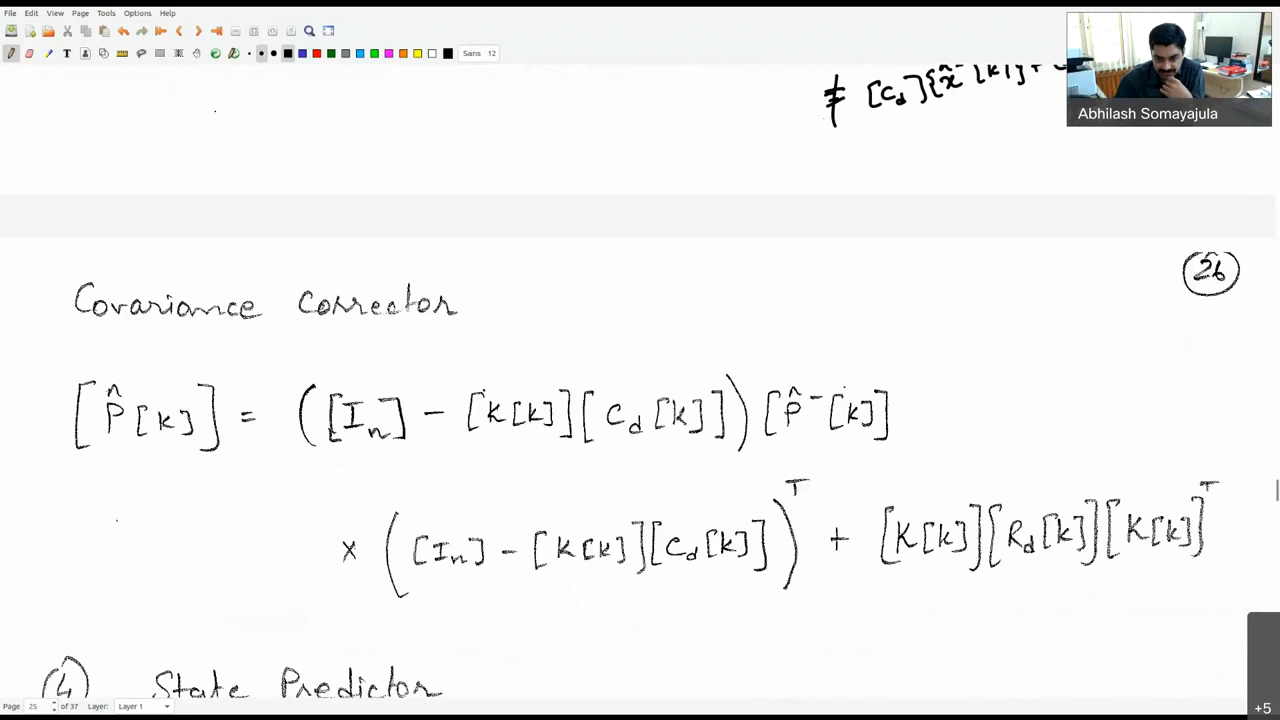 File Edit View Page Tools Options Help
Sans 12
≠ [C_d]{x̂⁻[k]} +
Abhilash Somayajula
26
Covariance Corrector
[P̂[k]] = ([I_n] - [K[k]][C_d[k]]) [P̂⁻[k]]
× ([I_n] - [K[k]][C_d[k]])ᵀ + [K[k]][R_d[k]][K[k]]ᵀ
(4) State Predictor
Page 25 of 37 Layer: Layer 1
+5